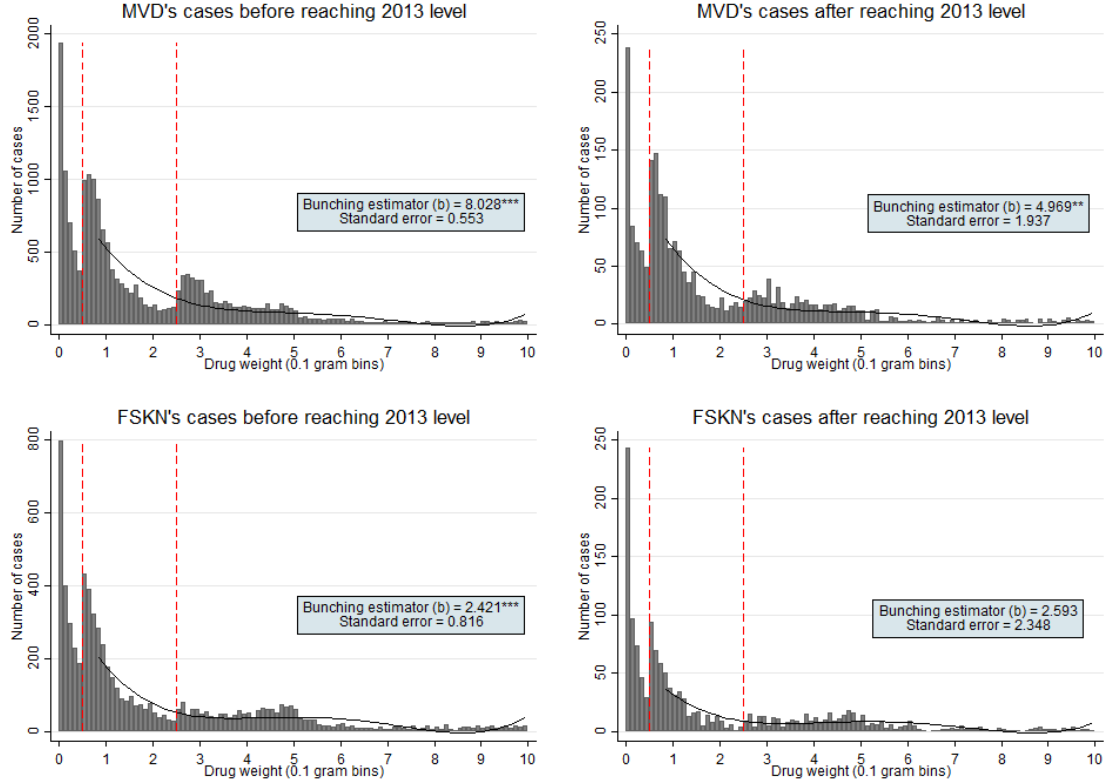 MVD's cases before reaching 2013 level
Number of cases
2000
1500
1000
500
0
Bunching estimator (b) = 8.028***
Standard error = 0.553
0 1 2 3 4 5 6 7 8 9 10
Drug weight (0.1 gram bins)
MVD's cases after reaching 2013 level
Number of cases
250
200
150
100
50
0
Bunching estimator (b) = 4.969**
Standard error = 1.937
0 1 2 3 4 5 6 7 8 9 10
Drug weight (0.1 gram bins)
FSKN's cases before reaching 2013 level
Number of cases
800
600
400
200
0
Bunching estimator (b) = 2.421***
Standard error = 0.816
0 1 2 3 4 5 6 7 8 9 10
Drug weight (0.1 gram bins)
FSKN's cases after reaching 2013 level
Number of cases
250
200
150
100
50
0
Bunching estimator (b) = 2.593
Standard error = 2.348
0 1 2 3 4 5 6 7 8 9 10
Drug weight (0.1 gram bins)